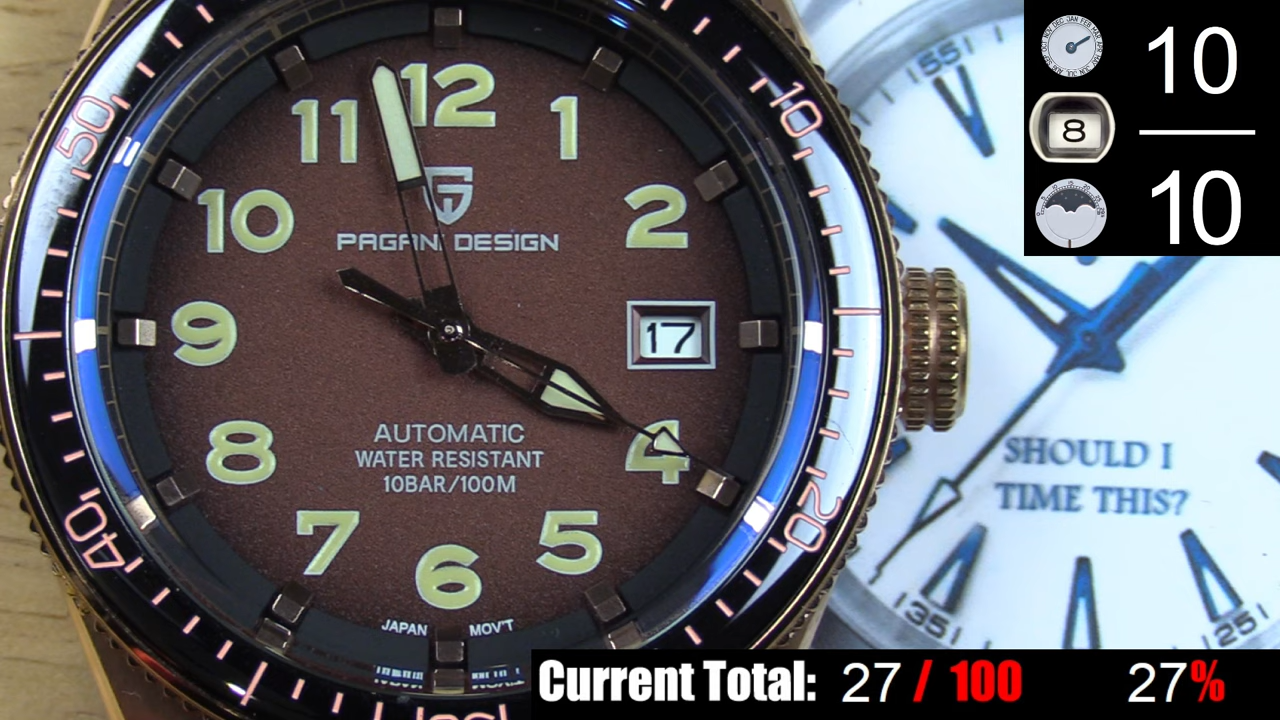 12
11
1
10
2
PAGANI DESIGN
9
17
8
4
AUTOMATIC
WATER RESISTANT
10BAR/100M
7
5
6
JAPAN MOV'T
50
10
40
20
55
SHOULD I
TIME THIS?
35
25
10
8
10
Current Total: 27 / 100 27%